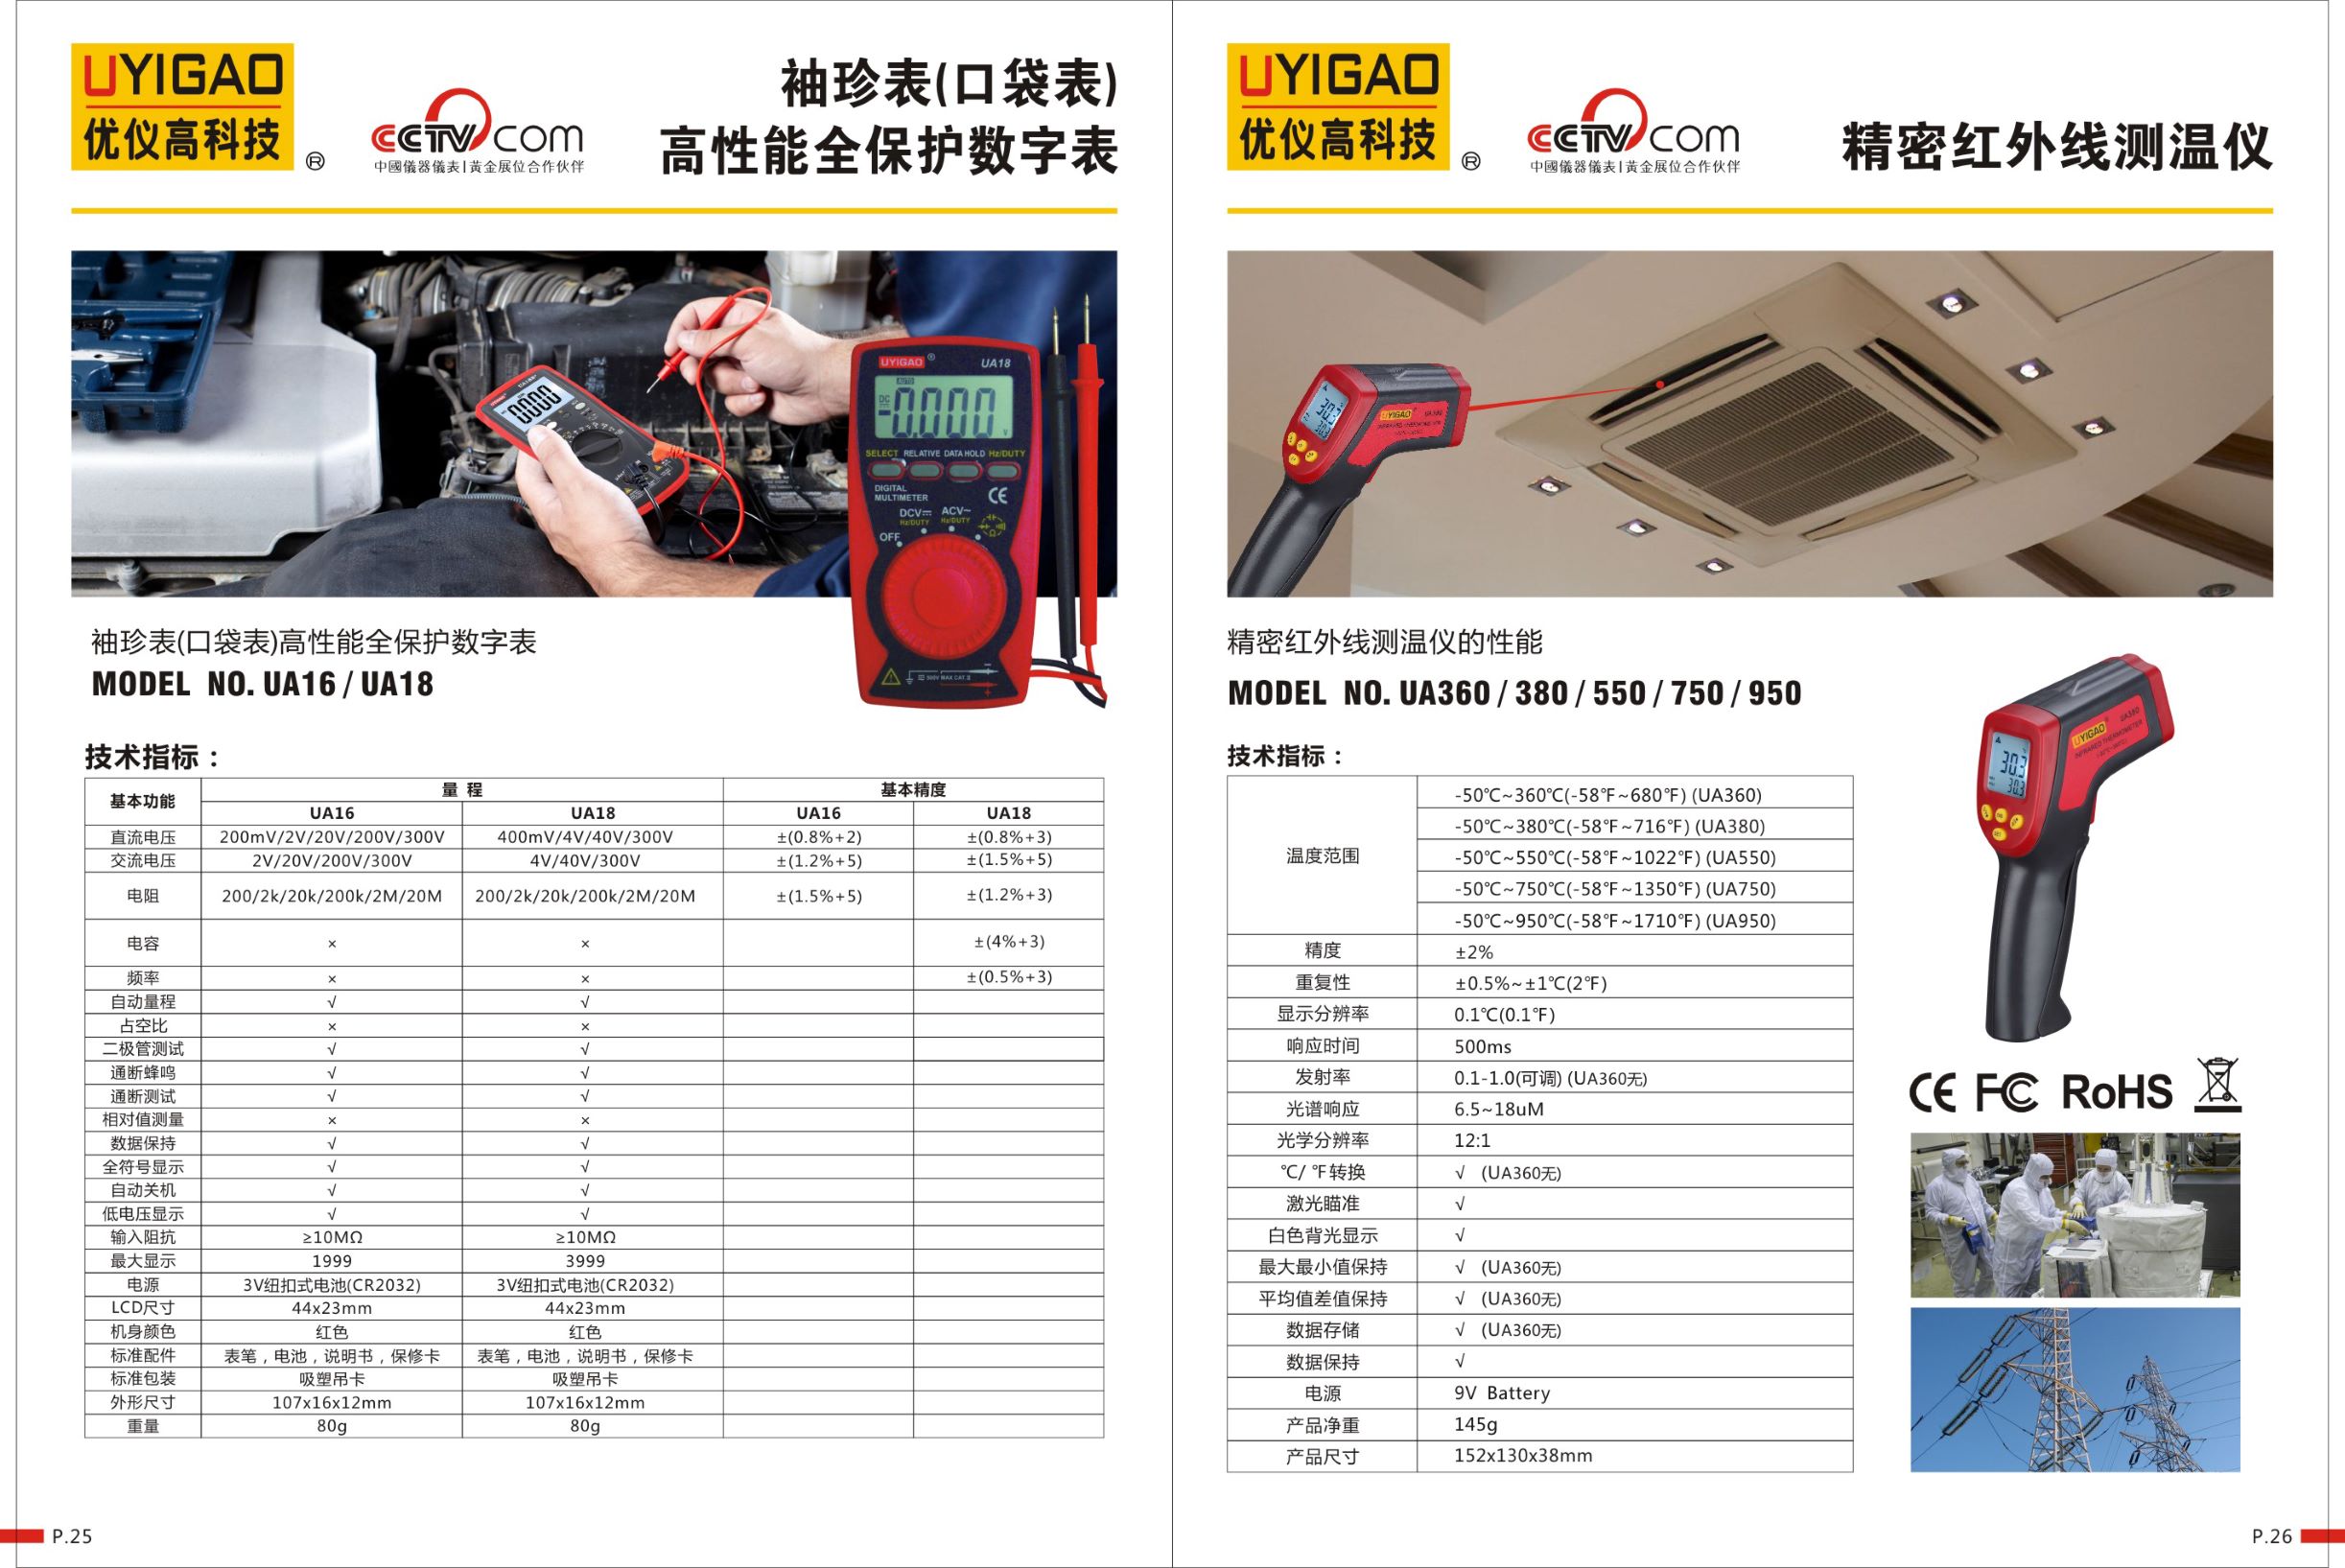 UYIGAO
优仪高科技
®
CCTV com
中國儀器儀表|黃金展位合作伙伴
袖珍表(口袋表)
高性能全保护数字表
0.000
UYIGAO ® UA18
AUTO
DC
-0.000
V
SELECT RELATIVE DATA HOLD Hz/DUTY
DIGITAL
MULTIMETER
CE
DCV ACV~
Hz/DUTY Hz/DUTY
OFF
袖珍表(口袋表)高性能全保护数字表
MODEL NO. UA16 / UA18
技术指标：
基本功能 量 程 基本精度
UA16 UA18 UA16 UA18
直流电压 200mV/2V/20V/200V/300V 400mV/4V/40V/300V ±(0.8%+2) ±(0.8%+3)
交流电压 2V/20V/200V/300V 4V/40V/300V ±(1.2%+5) ±(1.5%+5)
电阻 200/2k/20k/200k/2M/20M 200/2k/20k/200k/2M/20M ±(1.5%+5) ±(1.2%+3)
电容 × × ±(4%+3)
频率 × × ±(0.5%+3)
自动量程 √ √
占空比 × ×
二极管测试 √ √
通断蜂鸣 √ √
通断测试 √ √
相对值测量 × ×
数据保持 √ √
全符号显示 √ √
自动关机 √ √
低电压显示 √ √
输入阻抗 ≥10MΩ ≥10MΩ
最大显示 1999 3999
电源 3V纽扣式电池(CR2032) 3V纽扣式电池(CR2032)
LCD尺寸 44x23mm 44x23mm
机身颜色 红色 红色
标准配件 表笔，电池，说明书，保修卡 表笔，电池，说明书，保修卡
标准包装 吸塑吊卡 吸塑吊卡
外形尺寸 107x16x12mm 107x16x12mm
重量 80g 80g
P.25
UYIGAO
优仪高科技
®
CCTV com
中國儀器儀表|黃金展位合作伙伴
精密红外线测温仪
UYIGAO
精密红外线测温仪的性能
MODEL NO. UA360 / 380 / 550 / 750 / 950
技术指标：
温度范围 -50℃~360℃(-58℉~680℉) (UA360)
-50℃~380℃(-58℉~716℉) (UA380)
-50℃~550℃(-58℉~1022℉) (UA550)
-50℃~750℃(-58℉~1350℉) (UA750)
-50℃~950℃(-58℉~1710℉) (UA950)
精度 ±2%
重复性 ±0.5%~±1℃(2℉)
显示分辨率 0.1℃(0.1℉)
响应时间 500ms
发射率 0.1-1.0(可调) (UA360无)
光谱响应 6.5~18uM
光学分辨率 12:1
℃/ ℉转换 √ (UA360无)
激光瞄准 √
白色背光显示 √
最大最小值保持 √ (UA360无)
平均值差值保持 √ (UA360无)
数据存储 √ (UA360无)
数据保持 √
电源 9V Battery
产品净重 145g
产品尺寸 152x130x38mm
UYIGAO UA380
INFRARED THERMOMETER
30.3
30.3
CE FC RoHS
P.26